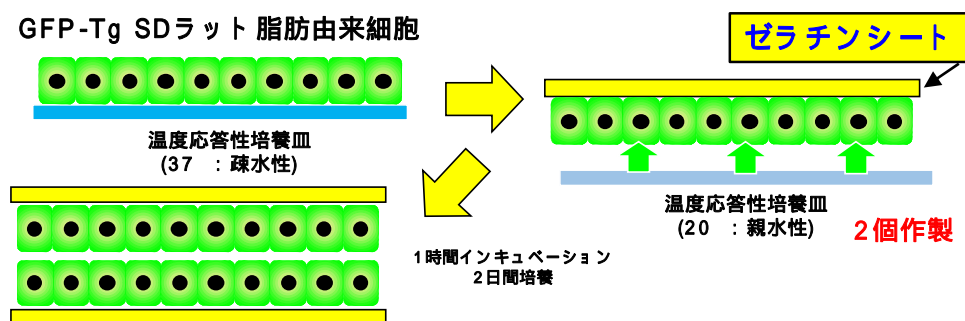 GFP-Tg SDラット 脂肪由来細胞
ゼラチンシート
温度応答性培養皿
(37 :疎水性)
温度応答性培養皿
(20 :親水性)
2個作製
1時間インキュベーション
2日間培養